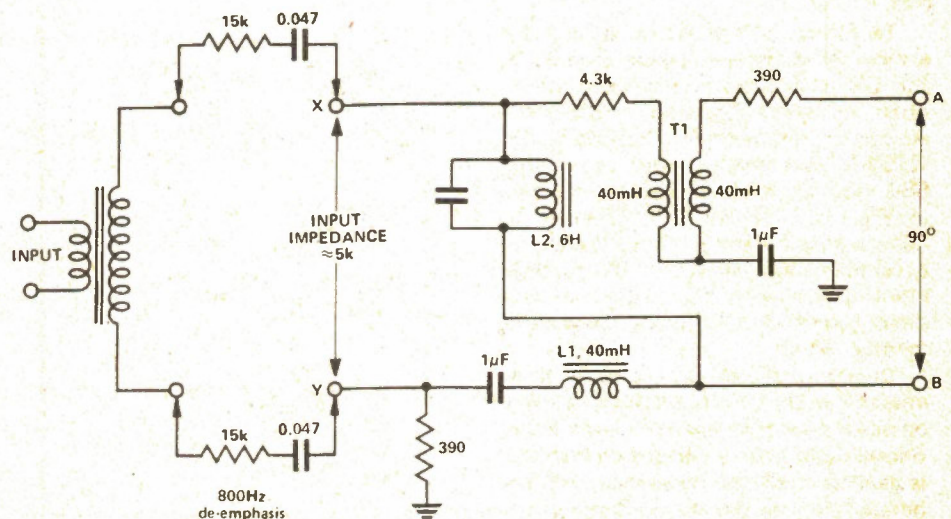 15k
0.047
X
4.3k
390
A
T1
INPUT
INPUT
IMPEDANCE
≈5k
40mH
40mH
L2, 6H
1µF
90°
1µF
L1, 40mH
Y
B
390
15k
0.047
800Hz
de-emphasis